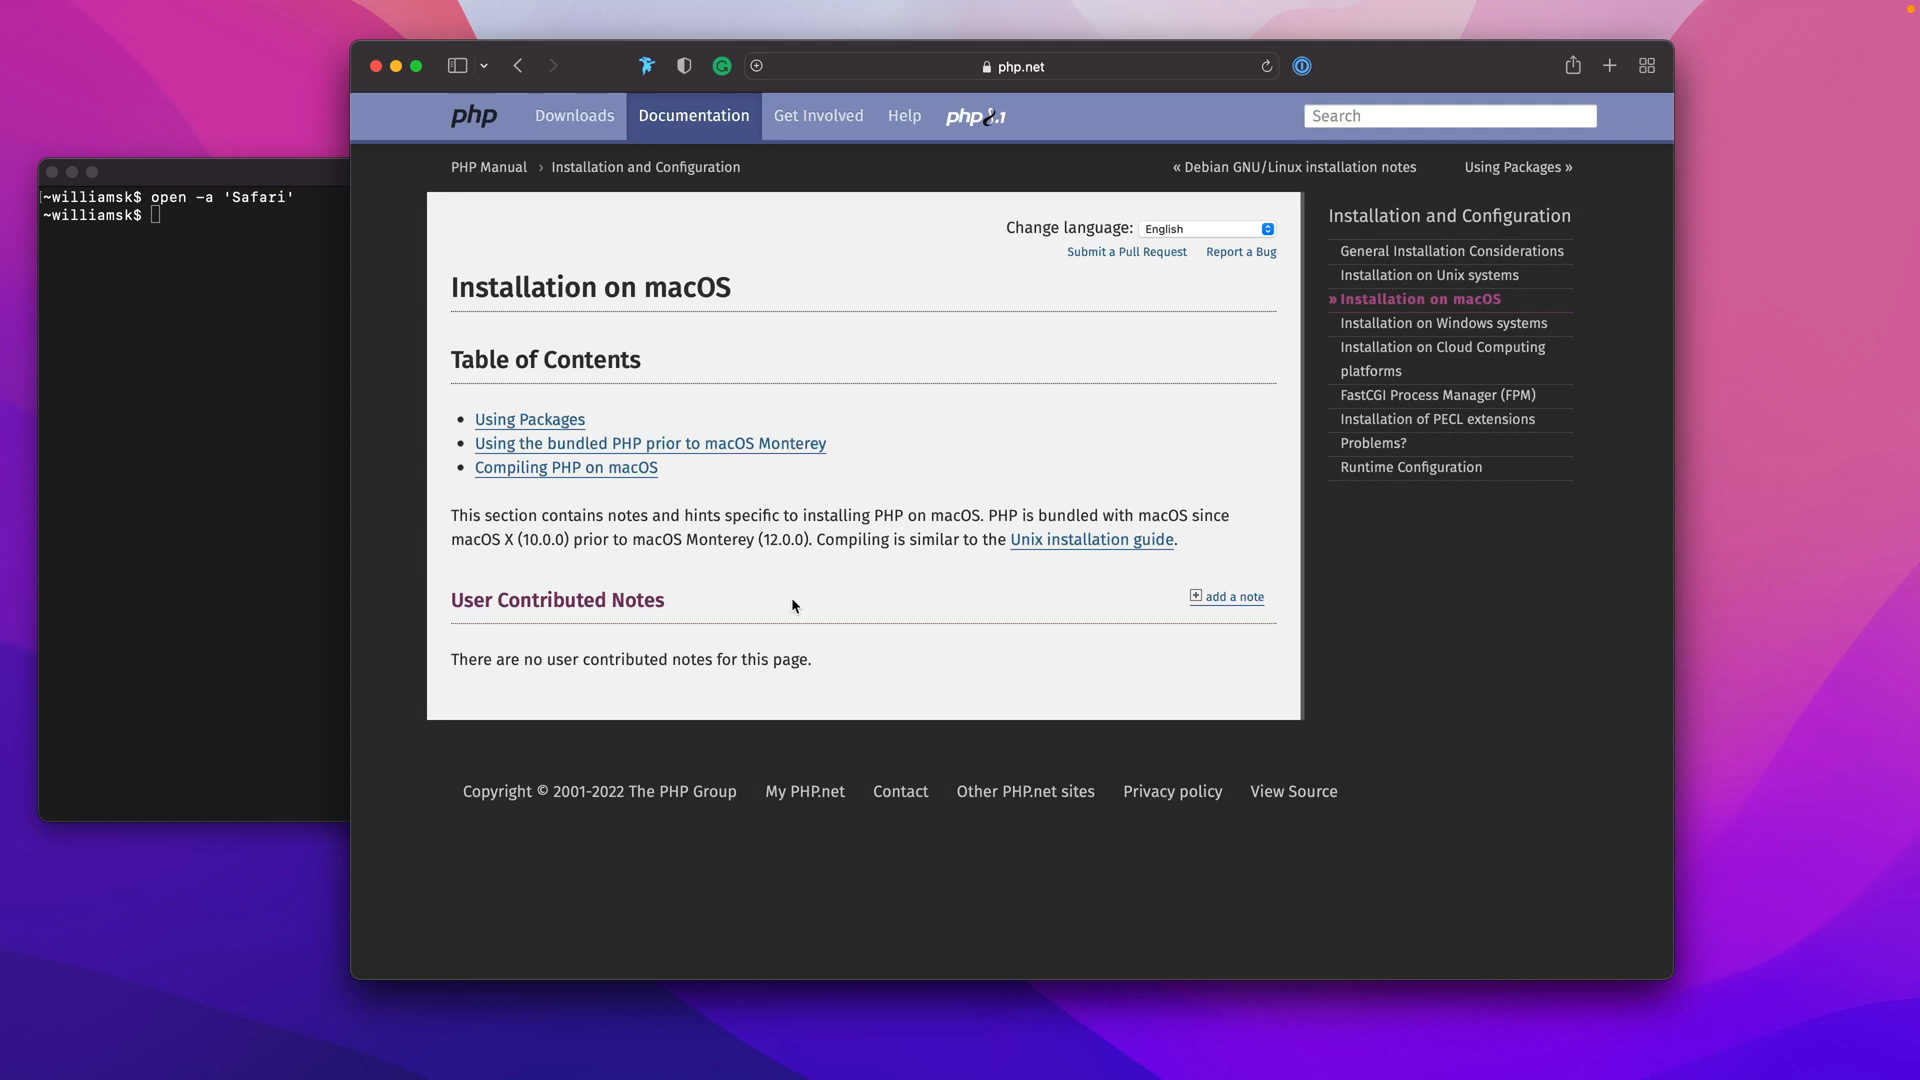 php.net
php Downloads Documentation Get Involved Help php8.1 Search
PHP Manual › Installation and Configuration « Debian GNU/Linux installation notes Using Packages »
[~williamsk$ open -a 'Safari'
~williamsk$
Change language: English
Submit a Pull Request Report a Bug
Installation on macOS
Table of Contents
• Using Packages
• Using the bundled PHP prior to macOS Monterey
• Compiling PHP on macOS
This section contains notes and hints specific to installing PHP on macOS. PHP is bundled with macOS since
macOS X (10.0.0) prior to macOS Monterey (12.0.0). Compiling is similar to the Unix installation guide.
User Contributed Notes
add a note
There are no user contributed notes for this page.
Installation and Configuration
General Installation Considerations
Installation on Unix systems
» Installation on macOS
Installation on Windows systems
Installation on Cloud Computing
platforms
FastCGI Process Manager (FPM)
Installation of PECL extensions
Problems?
Runtime Configuration
Copyright © 2001-2022 The PHP Group My PHP.net Contact Other PHP.net sites Privacy policy View Source